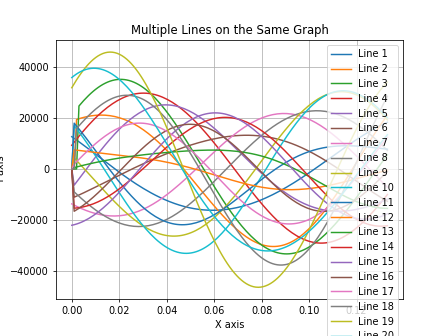 Multiple Lines on the Same Graph
40000
20000
0
−20000
−40000
0.00
0.02
0.04
0.06
0.08
0.10
X axis
Line 1
Line 2
Line 3
Line 4
Line 5
Line 6
Line 7
Line 8
Line 9
Line 10
Line 11
Line 12
Line 13
Line 14
Line 15
Line 16
Line 17
Line 18
Line 19
Line 20